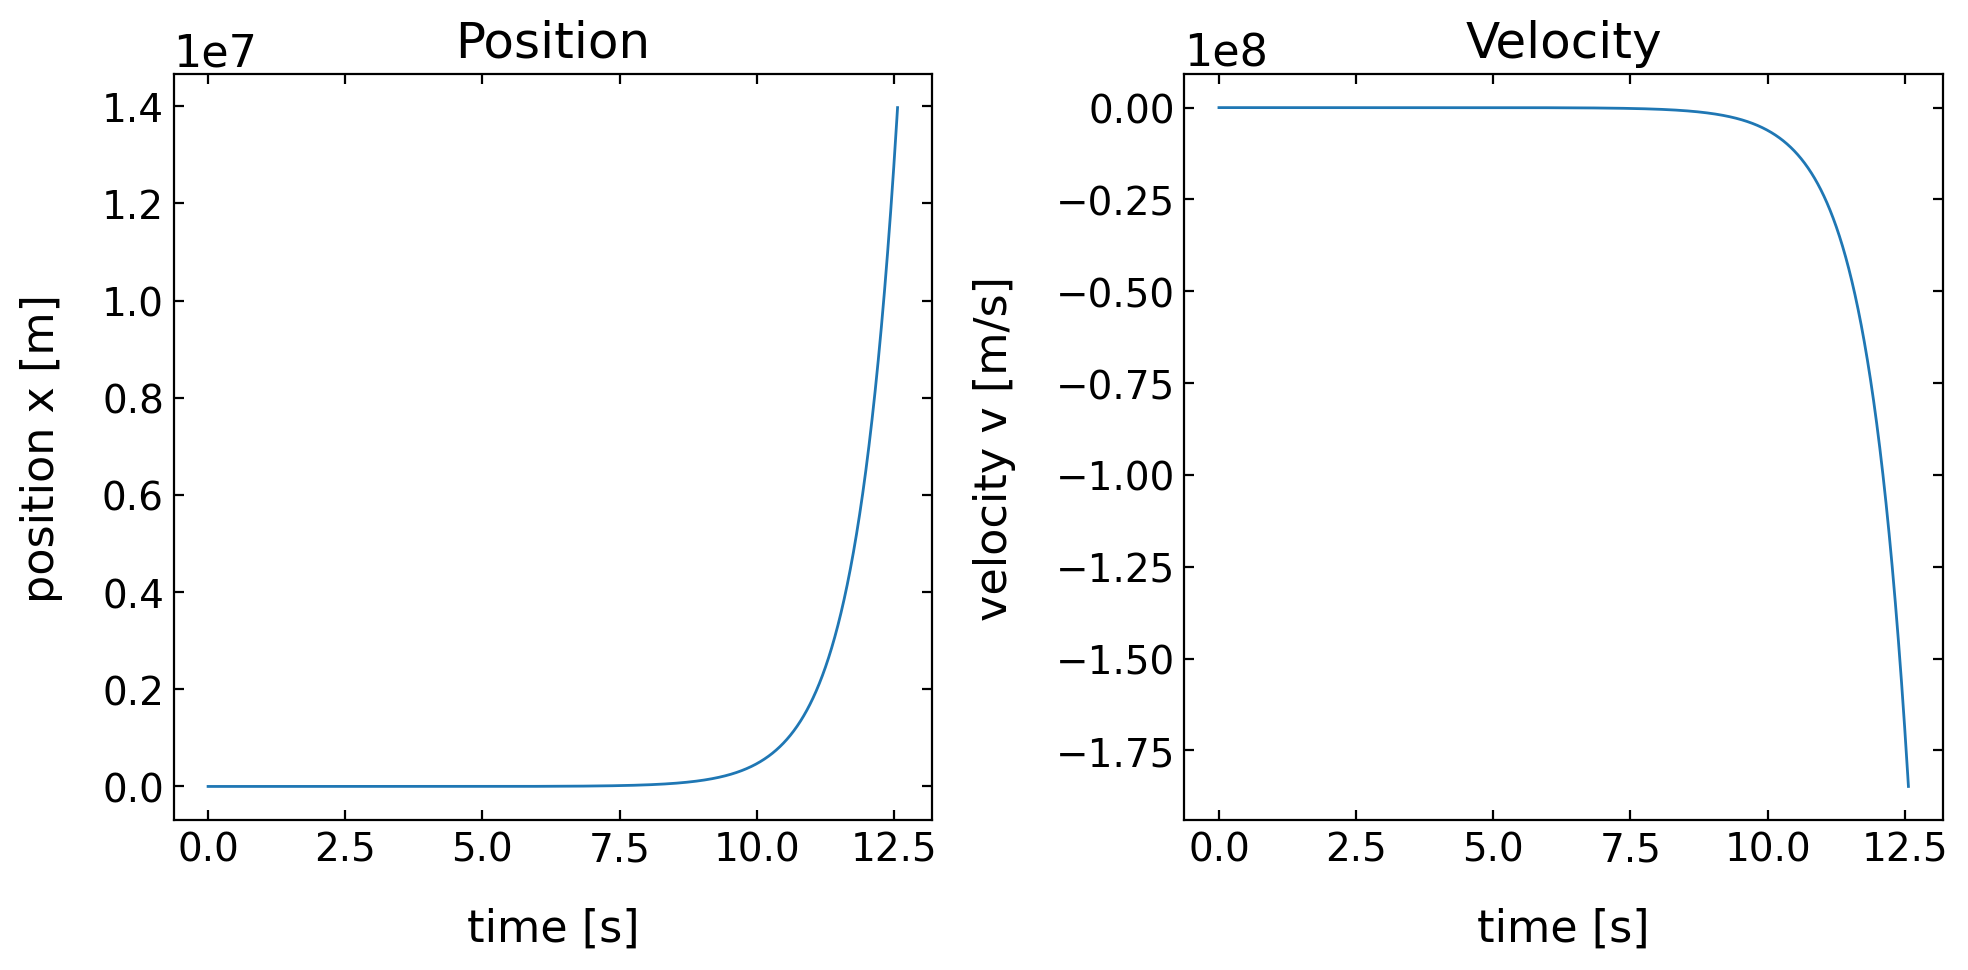 Position
1e7
1.4
1.2
1.0
0.8
0.6
0.4
0.2
0.0
position x [m]
0.0 2.5 5.0 7.5 10.0 12.5
time [s]
Velocity
1e8
0.00
−0.25
−0.50
−0.75
−1.00
−1.25
−1.50
−1.75
velocity v [m/s]
0.0 2.5 5.0 7.5 10.0 12.5
time [s]